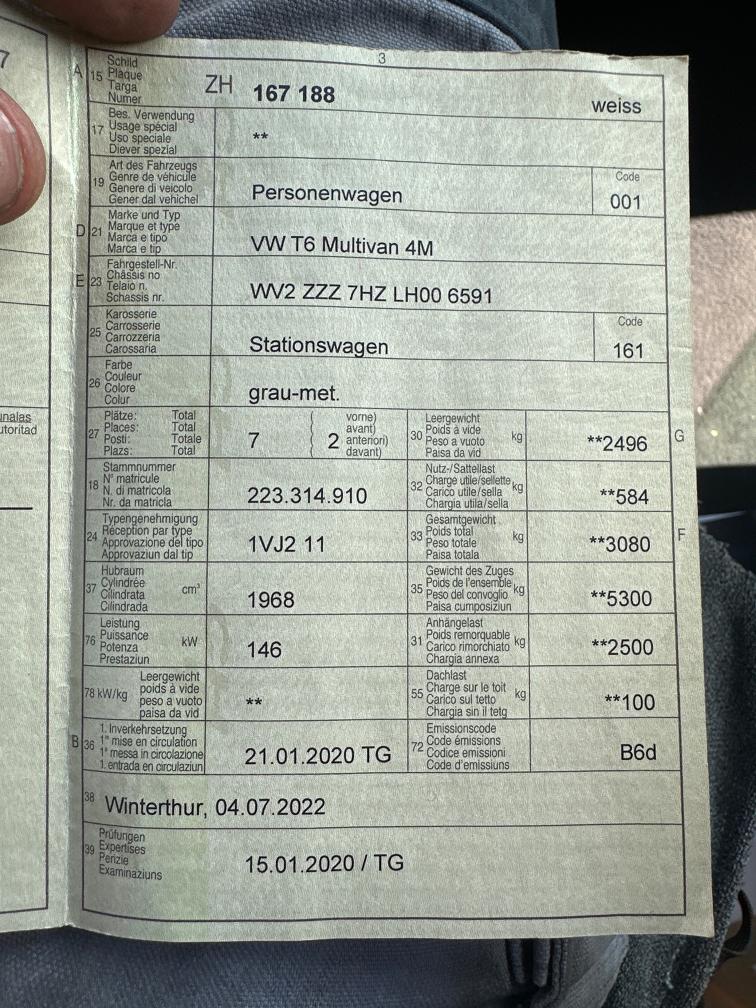 7
3
A 15 Schild
Plaque
Targa
Numer
ZH 167 188 weiss
17 Bes. Verwendung
Usage spécial
Uso speciale
Diever spezial
**
19 Art des Fahrzeugs
Genre de véhicule
Genere di veicolo
Gener dal vehichel
Personenwagen
Code
001
D 21 Marke und Typ
Marque et type
Marca e tipo
Marca e tip
VW T6 Multivan 4M
E 23 Fahrgestell-Nr.
Châssis no
Telaio n.
Schassis nr.
WV2 ZZZ 7HZ LH00 6591
25 Karosserie
Carrosserie
Carrozzeria
Carossaria
Stationswagen
Code
161
26 Farbe
Couleur
Colore
Colur
grau-met.
27 Plätze: Total
Places: Total
Posti: Totale
Plazs: Total
7
2
vorne)
avant)
anteriori)
davant)
30 Leergewicht
Poids à vide
Peso a vuoto
Paisa da vid
kg
**2496
G
18 Stammnummer
N° matricule
N. di matricola
Nr. da matricla
223.314.910
32 Nutz-/Sattellast
Charge utile/sellette
Carico utile/sella
Chargia utila/sella
kg
**584
24 Typengenehmigung
Réception par type
Approvazione del tipo
Approvaziun dal tip
1VJ2 11
33 Gesamtgewicht
Poids total
Peso totale
Paisa totala
kg
**3080
F
37 Hubraum
Cylindrée
Cilindrata
Cilindrada
cm³
1968
35 Gewicht des Zuges
Poids de l'ensemble
Peso del convoglio
Paisa cumposiziun
kg
**5300
76 Leistung
Puissance
Potenza
Prestaziun
kW
146
31 Anhängelast
Poids remorquable
Carico rimorchiato
Chargia annexa
kg
**2500
78 kW/kg
Leergewicht
poids à vide
peso a vuoto
paisa da vid
**
55 Dachlast
Charge sur le toit
Carico sul tetto
Chargia sin il tetg
kg
**100
B 36 1. Inverkehrsetzung
1re mise en circulation
1a messa in circolazione
1. entrada en circulaziun
21.01.2020 TG
72 Emissionscode
Code émissions
Codice emissioni
Code d'emissiuns
B6d
38 Winterthur, 04.07.2022
39 Prüfungen
Expertises
Perizie
Examinaziuns
15.01.2020 / TG